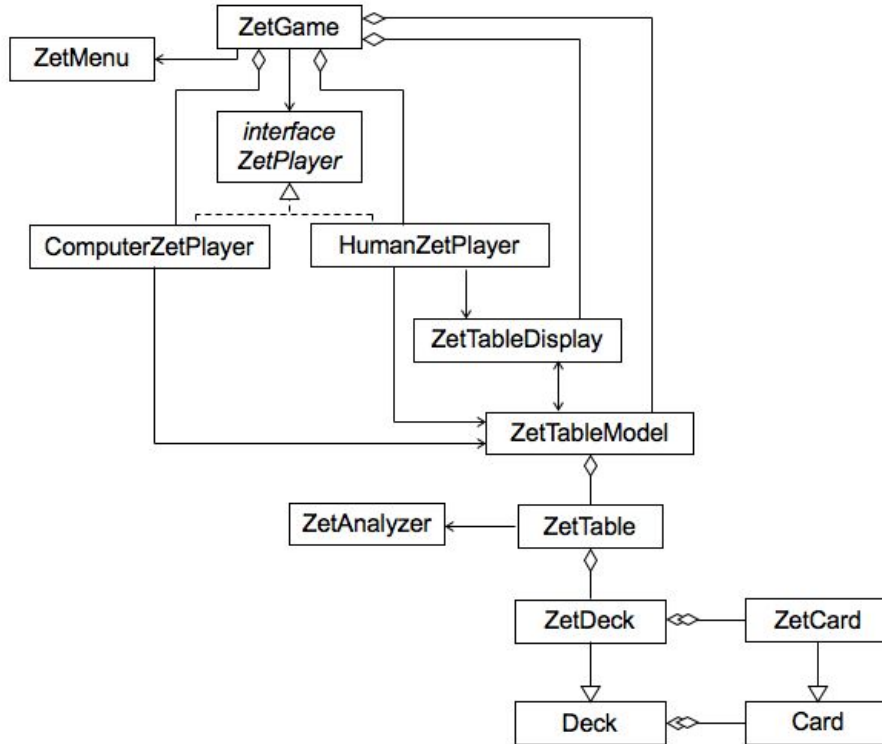 ZetGame
ZetMenu
interface
ZetPlayer
ComputerZetPlayer
HumanZetPlayer
ZetTableDisplay
ZetTableModel
ZetAnalyzer
ZetTable
ZetDeck
ZetCard
Deck
Card